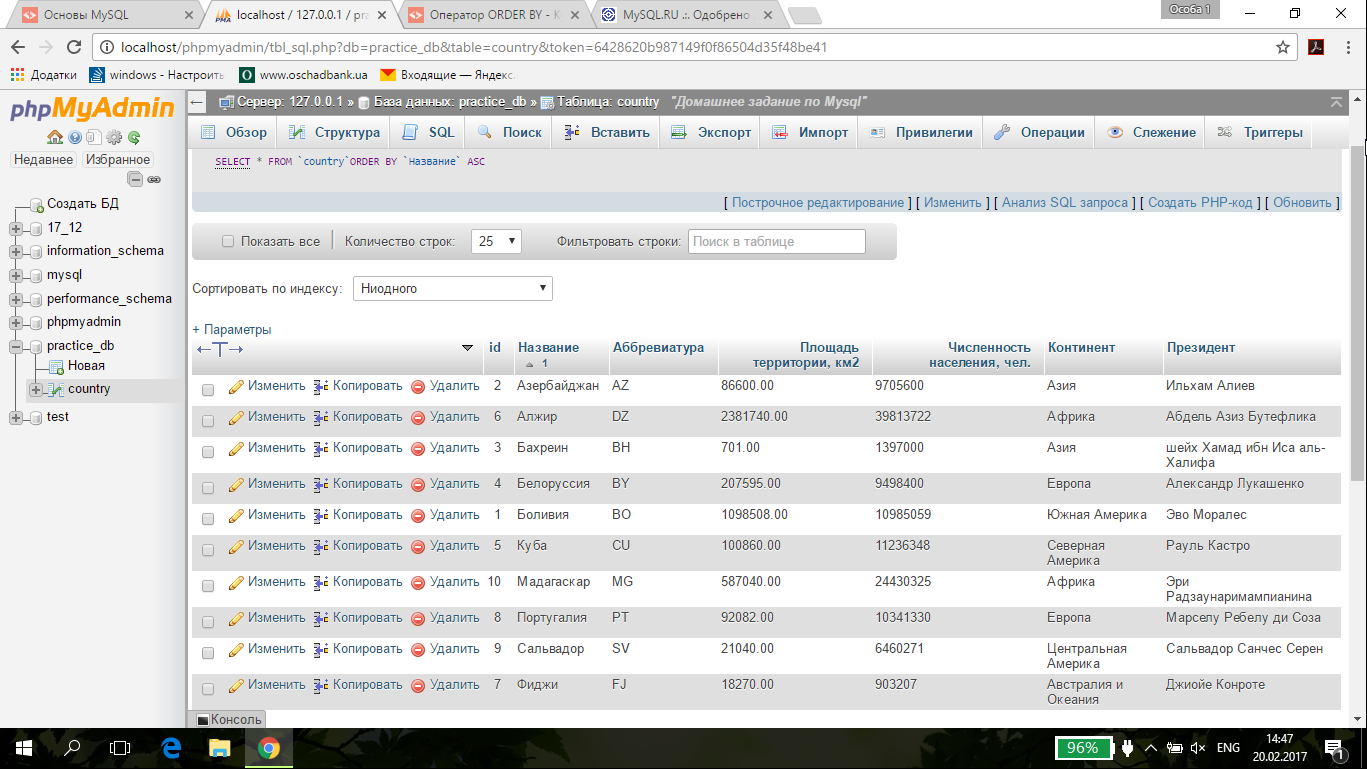 Основы MySQL
localhost / 127.0.0.1 / pra
Оператор ORDER BY - К
MySQL.RU .:. Одобрено
Особа 1
localhost/phpmyadmin/tbl_sql.php?db=practice_db&table=country&token=6428620b987149f0f86504d35f48be41
Додатки windows - Настроить www.oschadbank.ua Входящие — Яндекс.
phpMyAdmin
Недавнее Избранное
Создать БД
17_12
information_schema
mysql
performance_schema
phpmyadmin
practice_db
Новая
country
test
Сервер: 127.0.0.1 » База данных: practice_db » Таблица: country "Домашнее задание по Mysql"
Обзор Структура SQL Поиск Вставить Экспорт Импорт Привилегии Операции Слежение Триггеры
SELECT * FROM `country`ORDER BY `Название` ASC
[ Построчное редактирование ] [ Изменить ] [ Анализ SQL запроса ] [ Создать PHP-код ] [ Обновить ]
Показать все Количество строк: 25 Фильтровать строки: Поиск в таблице
Сортировать по индексу: Ниодного
+ Параметры
←T→ id Название 1 Аббревиатура Площадь территории, км2 Численность населения, чел. Континент Президент
Изменить Копировать Удалить 2 Азербайджан AZ 86600.00 9705600 Азия Ильхам Алиев
Изменить Копировать Удалить 6 Алжир DZ 2381740.00 39813722 Африка Абдель Азиз Бутефлика
Изменить Копировать Удалить 3 Бахреин BH 701.00 1397000 Азия шейх Хамад ибн Иса аль-Халифа
Изменить Копировать Удалить 4 Белоруссия BY 207595.00 9498400 Европа Александр Лукашенко
Изменить Копировать Удалить 1 Боливия BO 1098508.00 10985059 Южная Америка Эво Моралес
Изменить Копировать Удалить 5 Куба CU 100860.00 11236348 Северная Америка Рауль Кастро
Изменить Копировать Удалить 10 Мадагаскар MG 587040.00 24430325 Африка Эри Радзаунаримампианина
Изменить Копировать Удалить 8 Португалия PT 92082.00 10341330 Европа Марселу Ребелу ди Соза
Изменить Копировать Удалить 9 Сальвадор SV 21040.00 6460271 Центральная Америка Сальвадор Санчес Серен
Изменить Копировать Удалить 7 Фиджи FJ 18270.00 903207 Австралия и Океания Джиойе Конроте
Консоль
96% ENG 14:47
20.02.2017
1